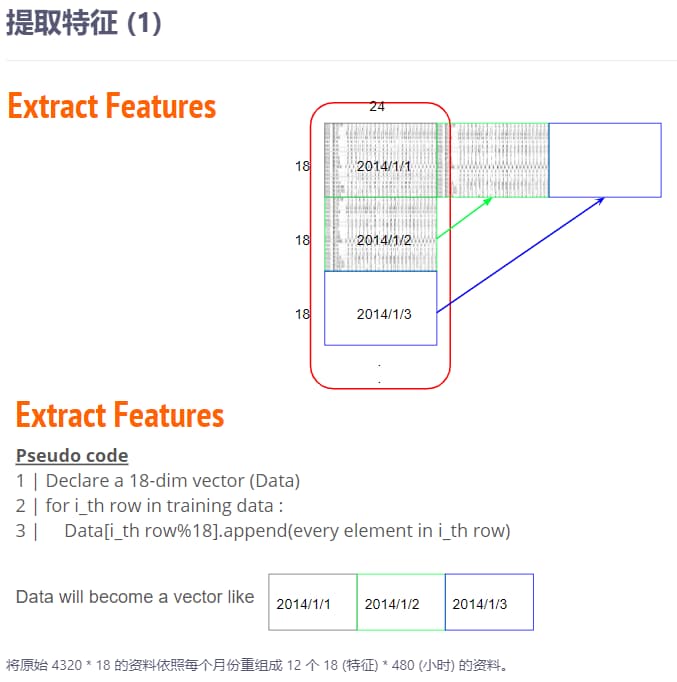 提取特征 (1)
Extract Features
24
18
2014/1/1
18
2014/1/2
18
2014/1/3
.
.
Extract Features
Pseudo code
1 | Declare a 18-dim vector (Data)
2 | for i_th row in training data :
3 | Data[i_th row%18].append(every element in i_th row)
Data will become a vector like
2014/1/1
2014/1/2
2014/1/3
将原始 4320 * 18 的资料依照每个月份重组成 12 个 18 (特征) * 480 (小时) 的资料。